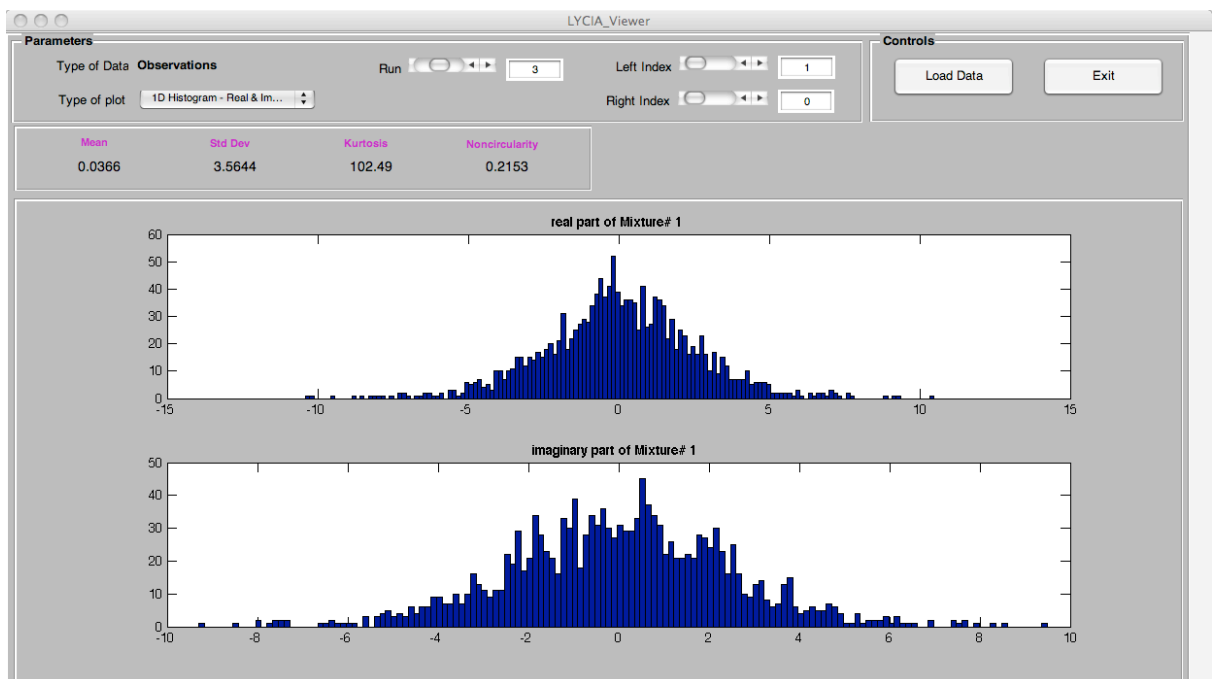 LYCIA_Viewer
Parameters
Controls
Type of Data Observations
Run 3
Left Index 1
Load Data
Exit
Type of plot 1D Histogram - Real & Im...
Right Index 0
Mean Std Dev Kurtosis Noncircularity
0.0366 3.5644 102.49 0.2153
real part of Mixture# 1
60
50
40
30
20
10
0
-15 -10 -5 0 5 10 15
imaginary part of Mixture# 1
50
40
30
20
10
0
-10 -8 -6 -4 -2 0 2 4 6 8 10